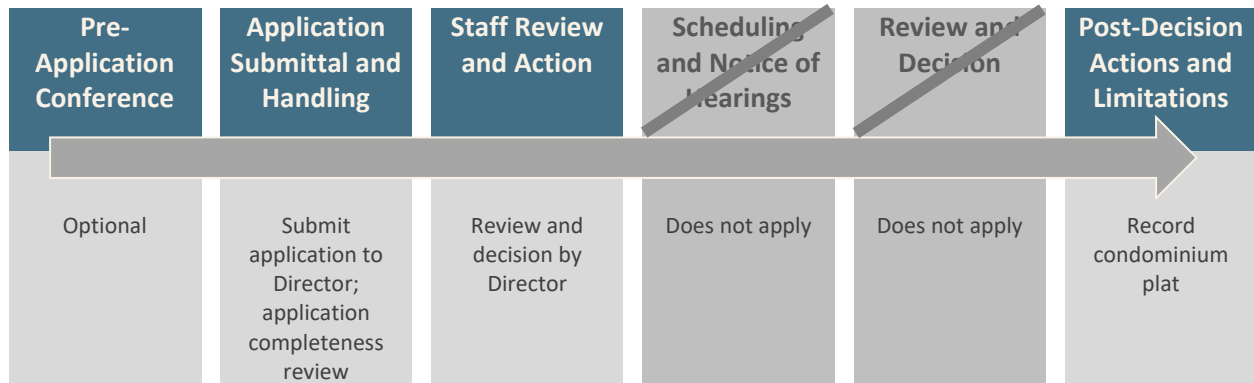 Pre-
Application
Conference
Application
Submittal and
Handling
Staff Review
and Action
Scheduling
and Notice of
Hearings
Review and
Decision
Post-Decision
Actions and
Limitations
Optional
Submit
application to
Director;
application
completeness
review
Review and
decision by
Director
Does not apply
Does not apply
Record
condominium
plat